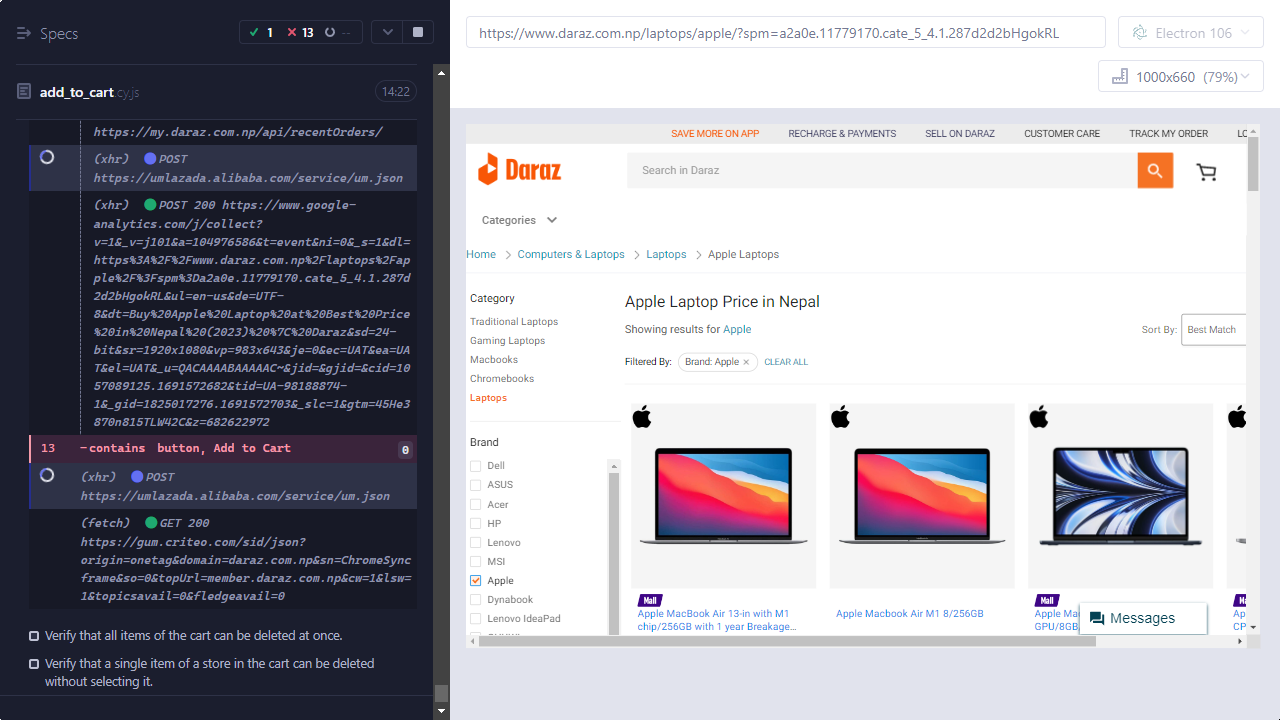 Specs
1
13
--
add_to_cart.cy.js
14:22
https://my.daraz.com.np/api/recentOrders/
(xhr) POST
https://umlazada.alibaba.com/service/um.json
(xhr) POST 200 https://www.google-
analytics.com/j/collect?
v=1&_v=j101&a=104976586&t=event&ni=0&_s=1&dl=
https%3A%2F%2Fwww.daraz.com.np%2Flaptops%2Fap
ple%2F%3Fspm%3Da2a0e.11779170.cate_5_4.1.287d
2d2bHgokRL&ul=en-us&de=UTF-
8&dt=Buy%20Apple%20Laptop%20at%20Best%20Price
%20in%20Nepal%20(2023)%20%7C%20Daraz&sd=24-
bit&sr=1920x1080&vp=983x643&je=0&ec=UAT&ea=UA
T&el=UAT&_u=QACAAAABAAAAAC~&jid=&gjid=&cid=10
57089125.1691572682&tid=UA-98188874-
1&_gid=1825017276.1691572703&_slc=1&gtm=45He3
870n815TLW42C&z=682622972
13 -contains button, Add to Cart 0
(xhr) POST
https://umlazada.alibaba.com/service/um.json
(fetch) GET 200
https://gum.criteo.com/sid/json?
origin=onetag&domain=daraz.com.np&sn=ChromeSync
frame&so=0&topUrl=member.daraz.com.np&cw=1&lsw=
1&topicsavail=0&fledgeavail=0
Verify that all items of the cart can be deleted at once.
Verify that a single item of a store in the cart can be deleted
without selecting it.
https://www.daraz.com.np/laptops/apple/?spm=a2a0e.11779170.cate_5_4.1.287d2d2bHgokRL
Electron 106
1000x660 (79%)
SAVE MORE ON APP RECHARGE & PAYMENTS SELL ON DARAZ CUSTOMER CARE TRACK MY ORDER LO
Daraz
Search in Daraz
Categories
Home Computers & Laptops Laptops Apple Laptops
Category
Traditional Laptops
Gaming Laptops
Macbooks
Chromebooks
Laptops
Brand
Dell
ASUS
Acer
HP
Lenovo
MSI
Apple
Dynabook
Lenovo IdeaPad
Apple Laptop Price in Nepal
Showing results for Apple
Sort By: Best Match
Filtered By: Brand: Apple × CLEAR ALL
Mall
Apple MacBook Air 13-in with M1
chip/256GB with 1 year Breakage...
Apple Macbook Air M1 8/256GB
Mall
Apple Ma
GPU/8GB
CP
Messages